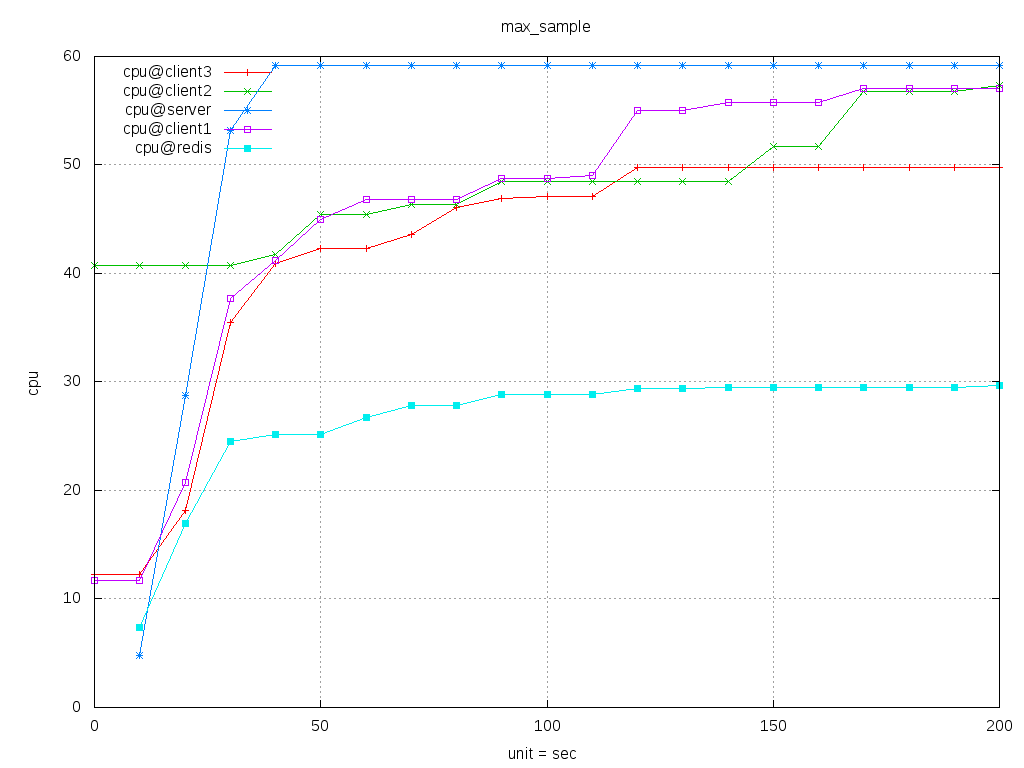 max_sample
60
50
40
30
20
10
0
cpu
cpu@client3
cpu@client2
cpu@server
cpu@client1
cpu@redis
0 50 100 150 200
unit = sec